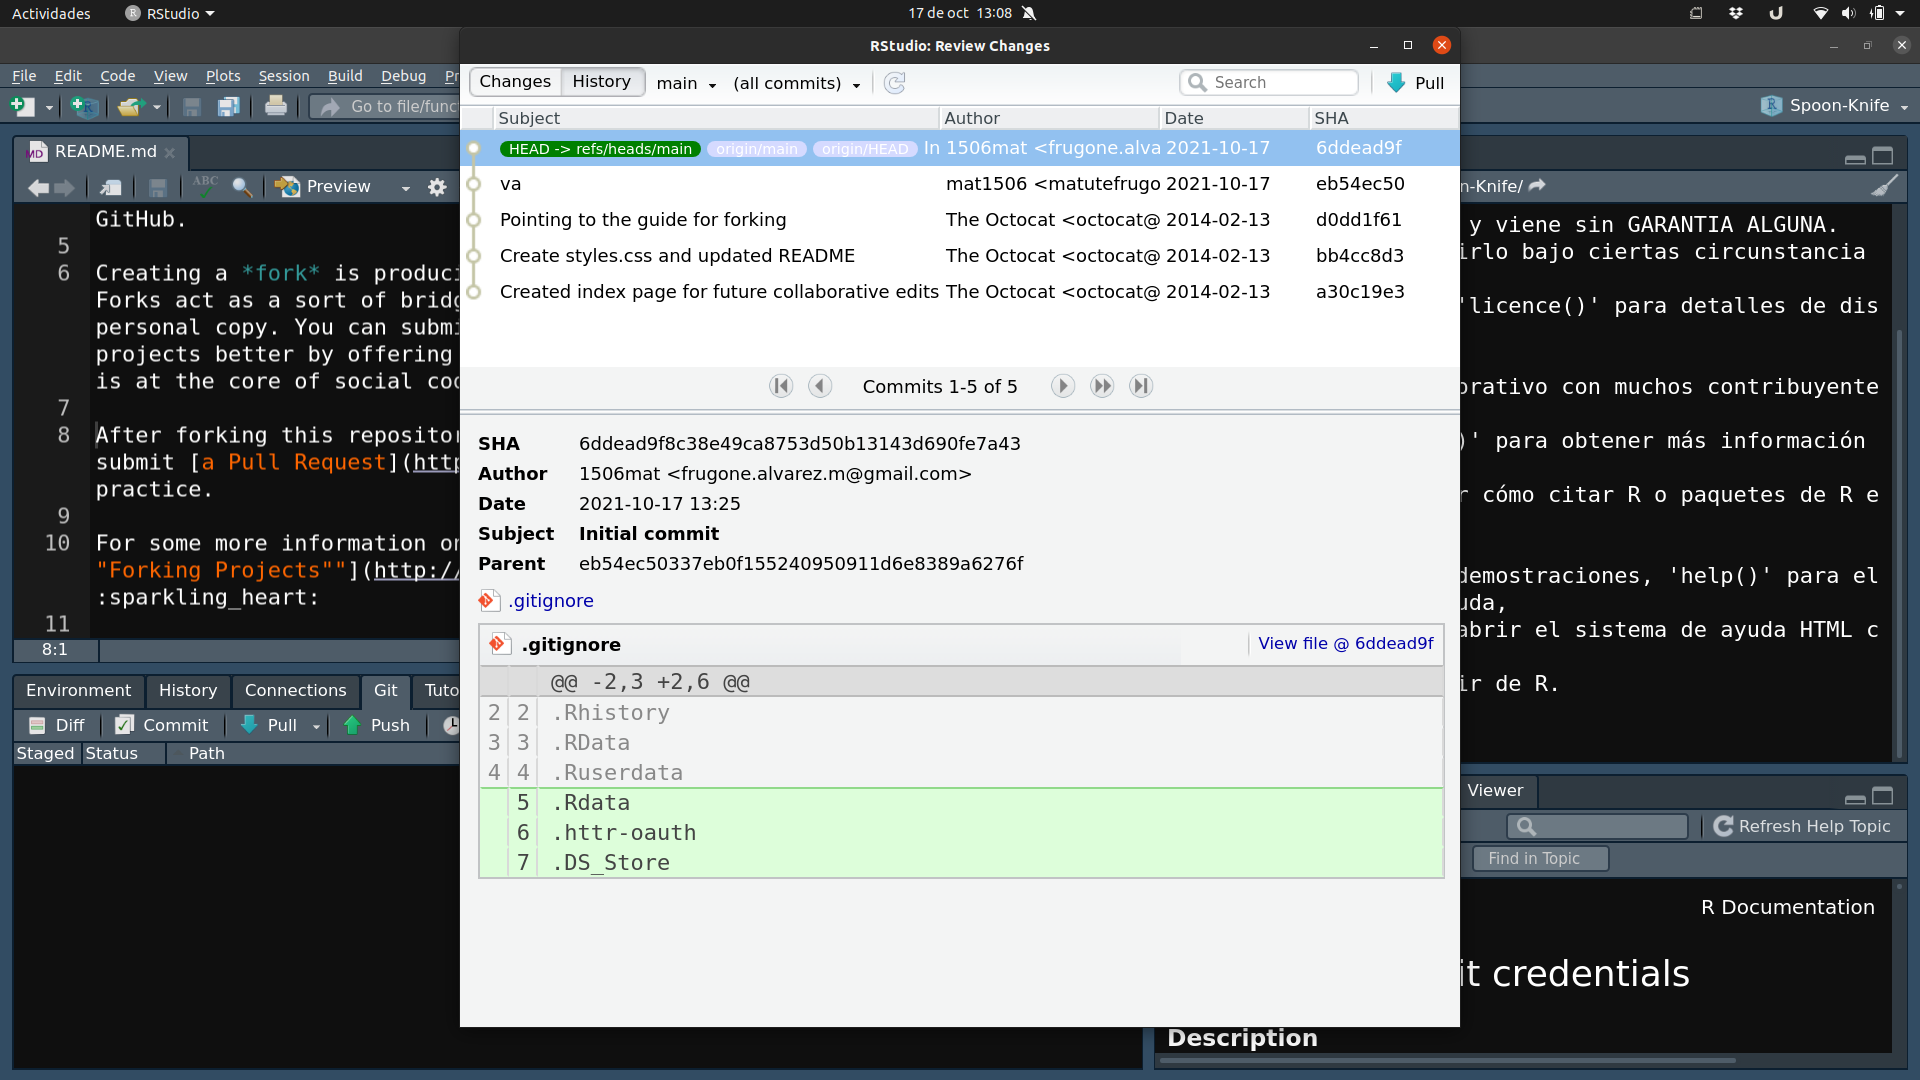 Actividades RStudio 17 de oct 13:08
RStudio: Review Changes
File Edit Code View Plots Session Build Debug Pr
Go to file/func
Spoon-Knife
Changes History main (all commits) Search Pull
Subject Author Date SHA
HEAD -> refs/heads/main origin/main origin/HEAD In 1506mat <frugone.alva 2021-10-17 6ddead9f
va mat1506 <matutefrugo 2021-10-17 eb54ec50
Pointing to the guide for forking The Octocat <octocat@ 2014-02-13 d0dd1f61
Create styles.css and updated README The Octocat <octocat@ 2014-02-13 bb4cc8d3
Created index page for future collaborative edits The Octocat <octocat@ 2014-02-13 a30c19e3
Commits 1-5 of 5
SHA 6ddead9f8c38e49ca8753d50b13143d690fe7a43
Author 1506mat <frugone.alvarez.m@gmail.com>
Date 2021-10-17 13:25
Subject Initial commit
Parent eb54ec50337eb0f155240950911d6e8389a6276f
.gitignore
.gitignore View file @ 6ddead9f
@@ -2,3 +2,6 @@
2 2 .Rhistory
3 3 .RData
4 4 .Ruserdata
5 .Rdata
6 .httr-oauth
7 .DS_Store
MD README.md
ABC Preview
GitHub.
5
6 Creating a *fork* is produci
Forks act as a sort of bridg
personal copy. You can submi
projects better by offering
is at the core of social cod
7
8 After forking this repositor
submit [a Pull Request](http
practice.
9
10 For some more information on
"Forking Projects""](http://
:sparkling_heart:
11
8:1
Environment History Connections Git Tuto
Diff Commit Pull Push
Staged Status Path
n-Knife/
y viene sin GARANTIA ALGUNA.
irlo bajo ciertas circunstancia
'licence()' para detalles de dis
orativo con muchos contribuyente
)' para obtener más información
r cómo citar R o paquetes de R e
demostraciones, 'help()' para el
uda,
abrir el sistema de ayuda HTML c
ir de R.
Viewer
Refresh Help Topic
Find in Topic
R Documentation
it credentials
Description